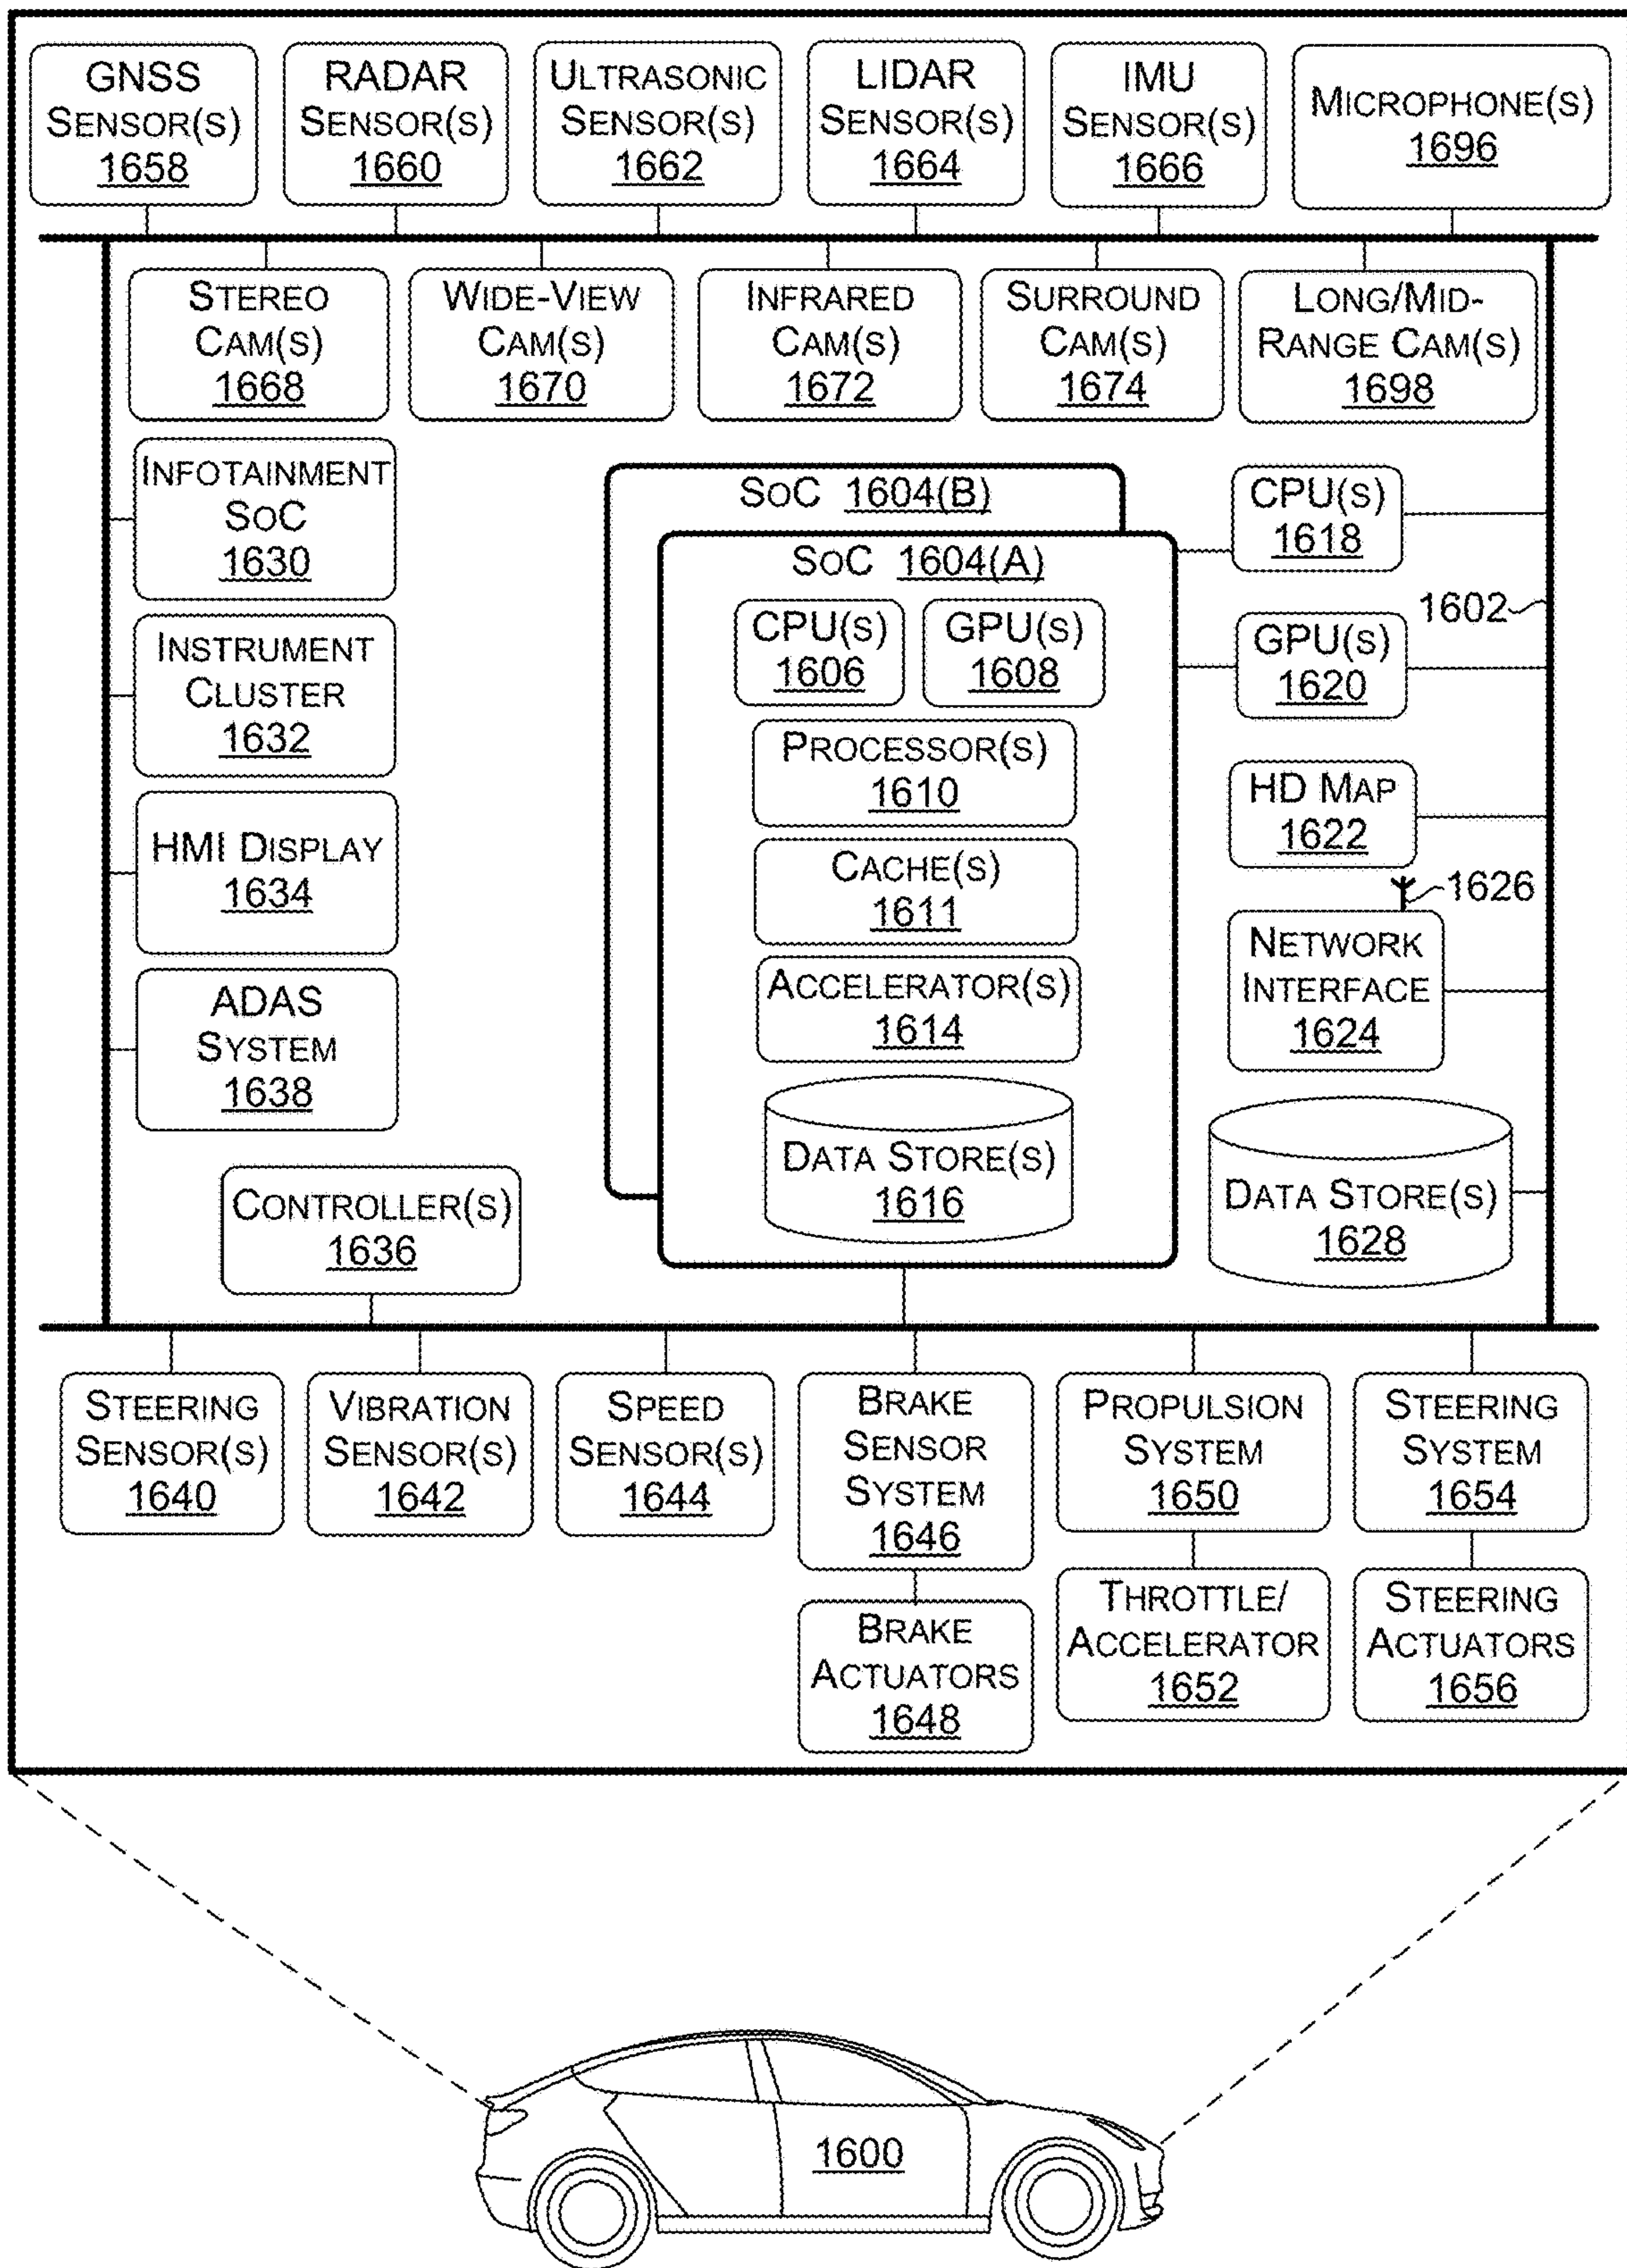 GNSS
SENSOR(S)
1658
RADAR
SENSOR(S)
1660
ULTRASONIC
SENSOR(S)
1662
LIDAR
SENSOR(S)
1664
IMU
SENSOR(S)
1666
MICROPHONE(S)
1696
STEREO
CAM(S)
1668
WIDE-VIEW
CAM(S)
1670
INFRARED
CAM(S)
1672
SURROUND
CAM(S)
1674
LONG/MID-
RANGE CAM(S)
1698
INFOTAINMENT
SOC
1630
INSTRUMENT
CLUSTER
1632
HMI DISPLAY
1634
ADAS
SYSTEM
1638
CONTROLLER(S)
1636
SOC 1604(B)
SOC 1604(A)
CPU(S)
1606
GPU(S)
1608
PROCESSOR(S)
1610
CACHE(S)
1611
ACCELERATOR(S)
1614
DATA STORE(S)
1616
CPU(S)
1618
1602
GPU(S)
1620
HD MAP
1622
1626
NETWORK
INTERFACE
1624
DATA STORE(S)
1628
STEERING
SENSOR(S)
1640
VIBRATION
SENSOR(S)
1642
SPEED
SENSOR(S)
1644
BRAKE
SENSOR
SYSTEM
1646
PROPULSION
SYSTEM
1650
STEERING
SYSTEM
1654
BRAKE
ACTUATORS
1648
THROTTLE/
ACCELERATOR
1652
STEERING
ACTUATORS
1656
1600